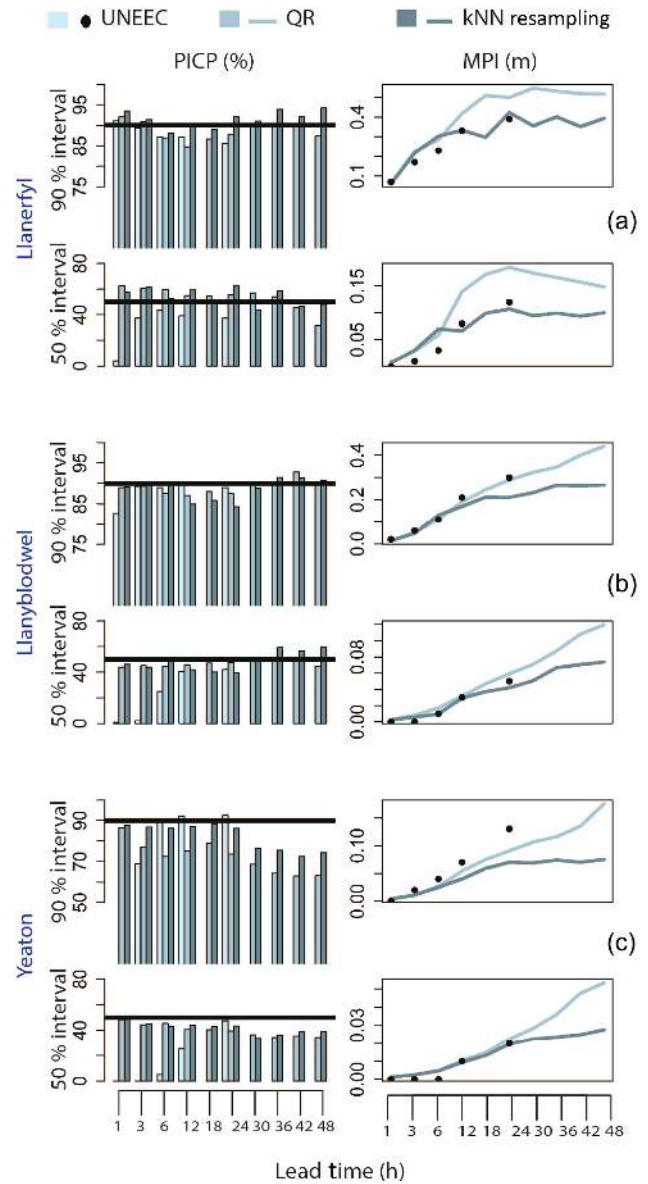 UNEEC QR kNN resampling
PICP (%) MPI (m)
Llanerfyl
90 % interval
75 85 95
0.1 0.4
(a)
50 % interval
0 40 80
0.05 0.15
Llanyblodwel
90 % interval
75 85 95
0.0 0.2 0.4
(b)
50 % interval
0 40 80
0.00 0.08
Yeaton
90 % interval
50 70 90
0.00 0.10
(c)
50 % interval
0 40 80
0.00 0.03
1 3 6 12 18 24 30 36 42 48
1 3 6 12 18 24 30 36 42 48
Lead time (h)